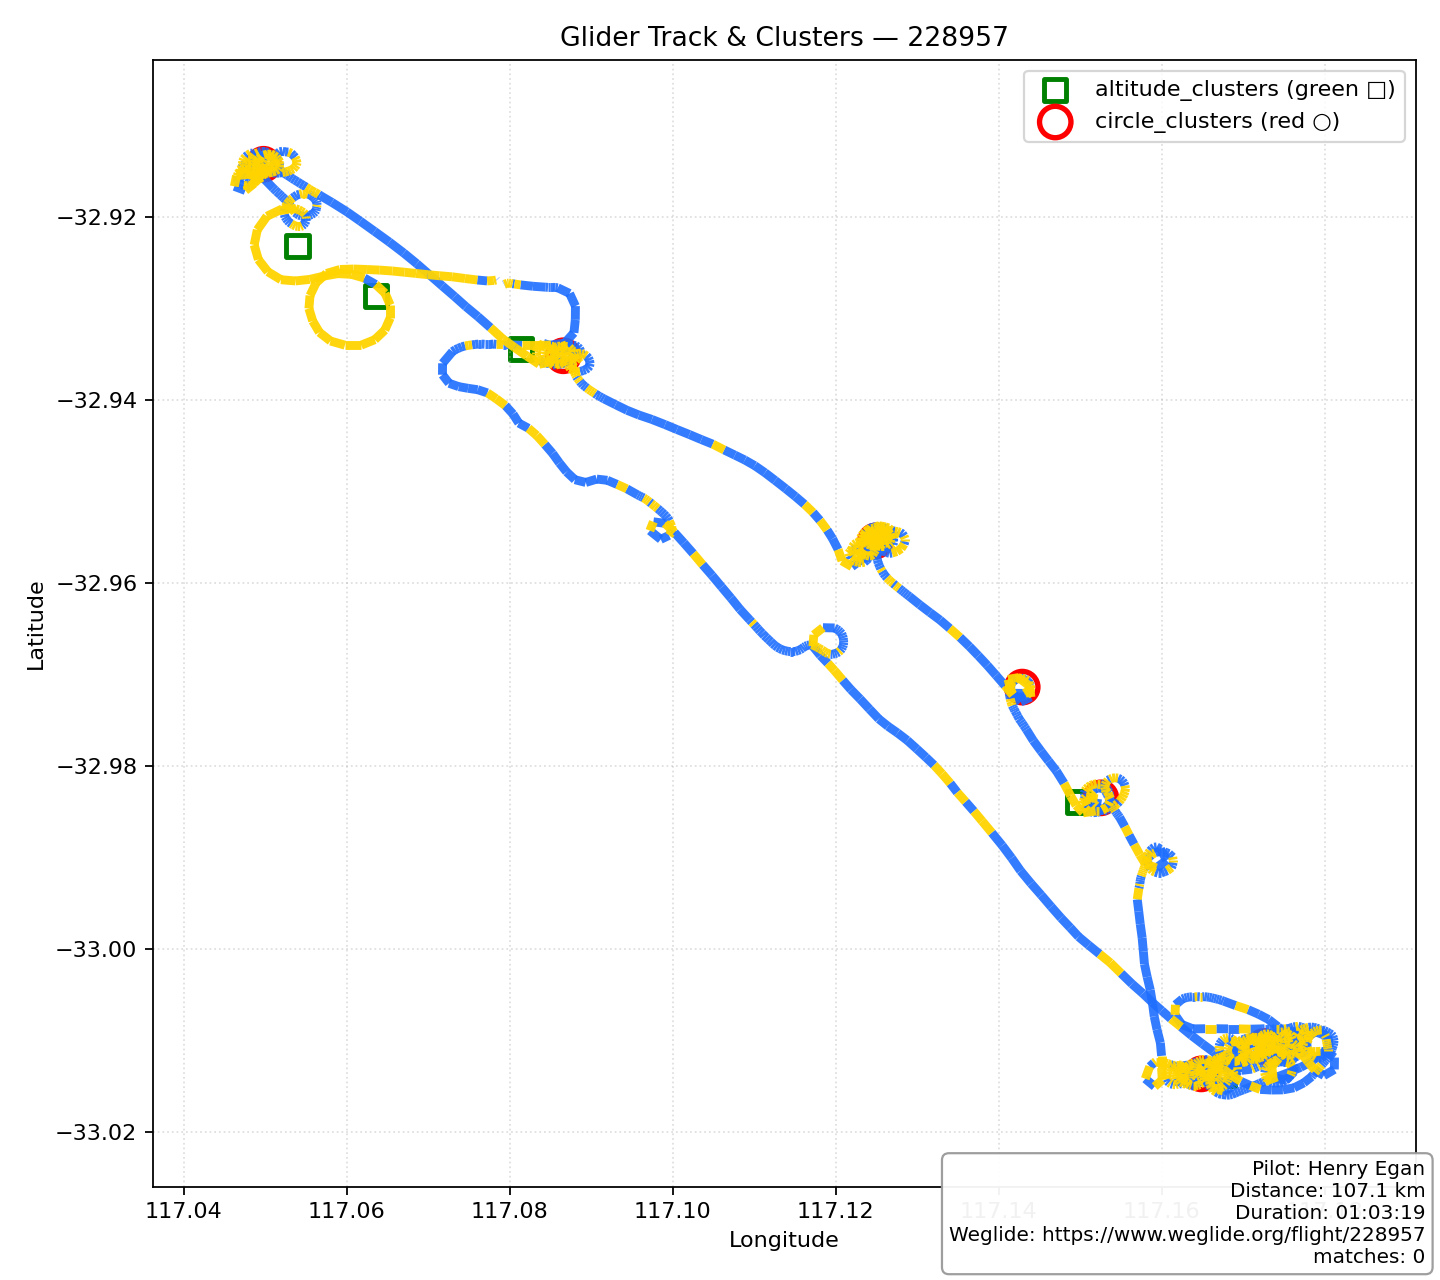 Glider Track & Clusters — 228957
altitude_clusters (green □)
circle_clusters (red ○)
−32.92
−32.94
−32.96
−32.98
−33.00
−33.02
Latitude
117.04 117.06 117.08 117.10 117.12 117.14 117.16
Longitude
Pilot: Henry Egan
Distance: 107.1 km
Duration: 01:03:19
Weglide: https://www.weglide.org/flight/228957
matches: 0